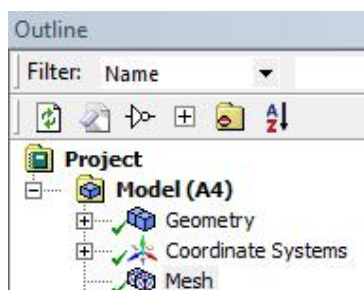 Outline
Filter: Name
Project
Model (A4)
Geometry
Coordinate Systems
Mesh